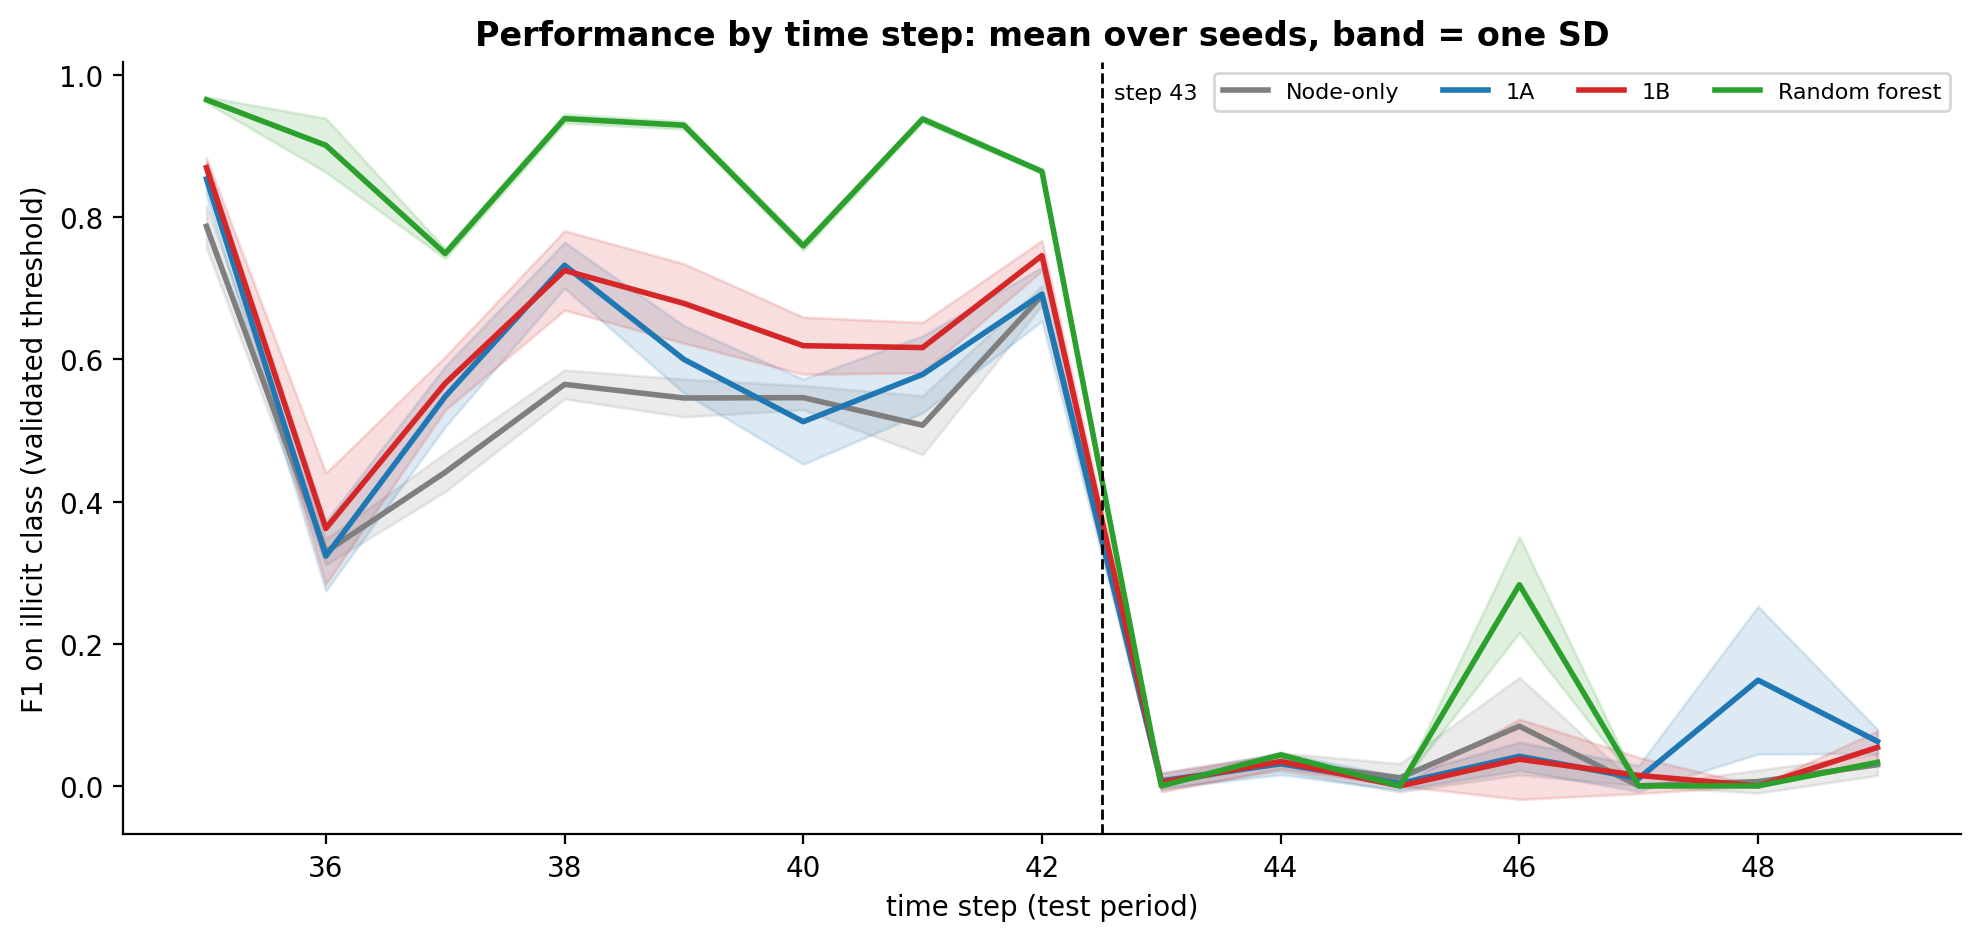 Performance by time step: mean over seeds, band = one SD
step 43
Node-only
1A
1B
Random forest
F1 on illicit class (validated threshold)
1.0
0.8
0.6
0.4
0.2
0.0
36 38 40 42 44 46 48
time step (test period)